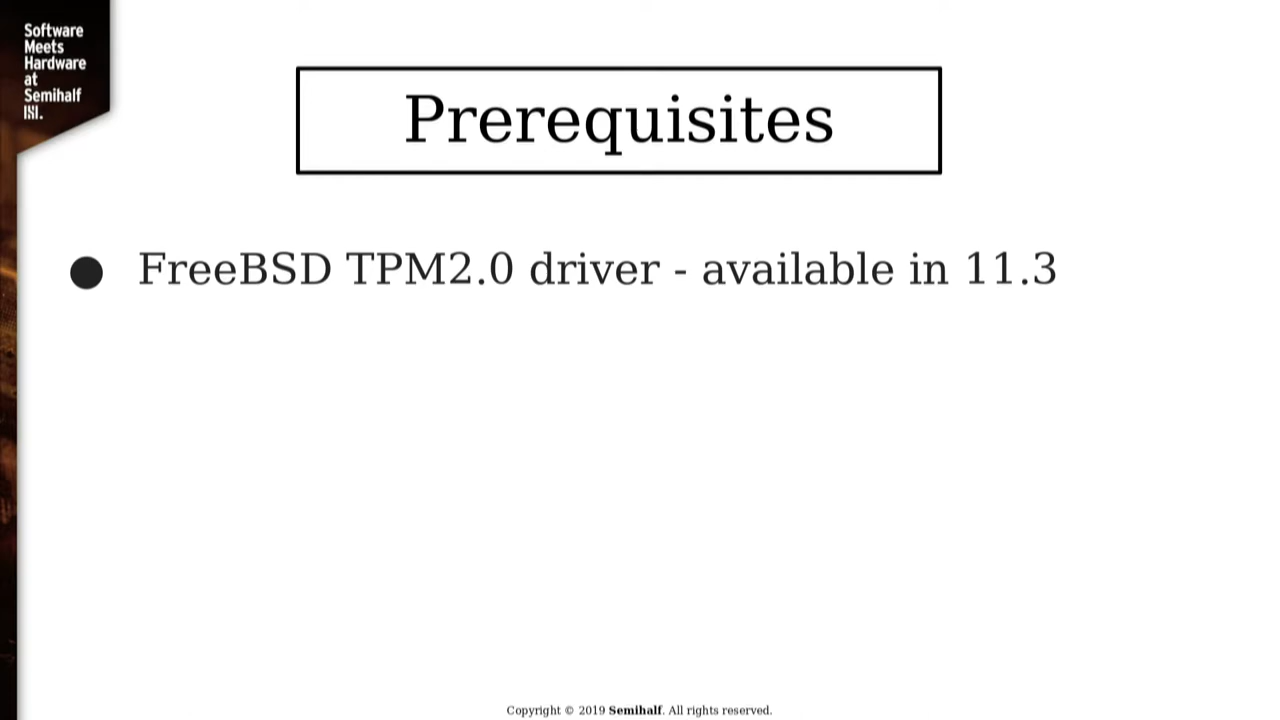 Software
Meets
Hardware
at
Semihalf
Prerequisites
● FreeBSD TPM2.0 driver - available in 11.3
Copyright © 2019 Semihalf. All rights reserved.